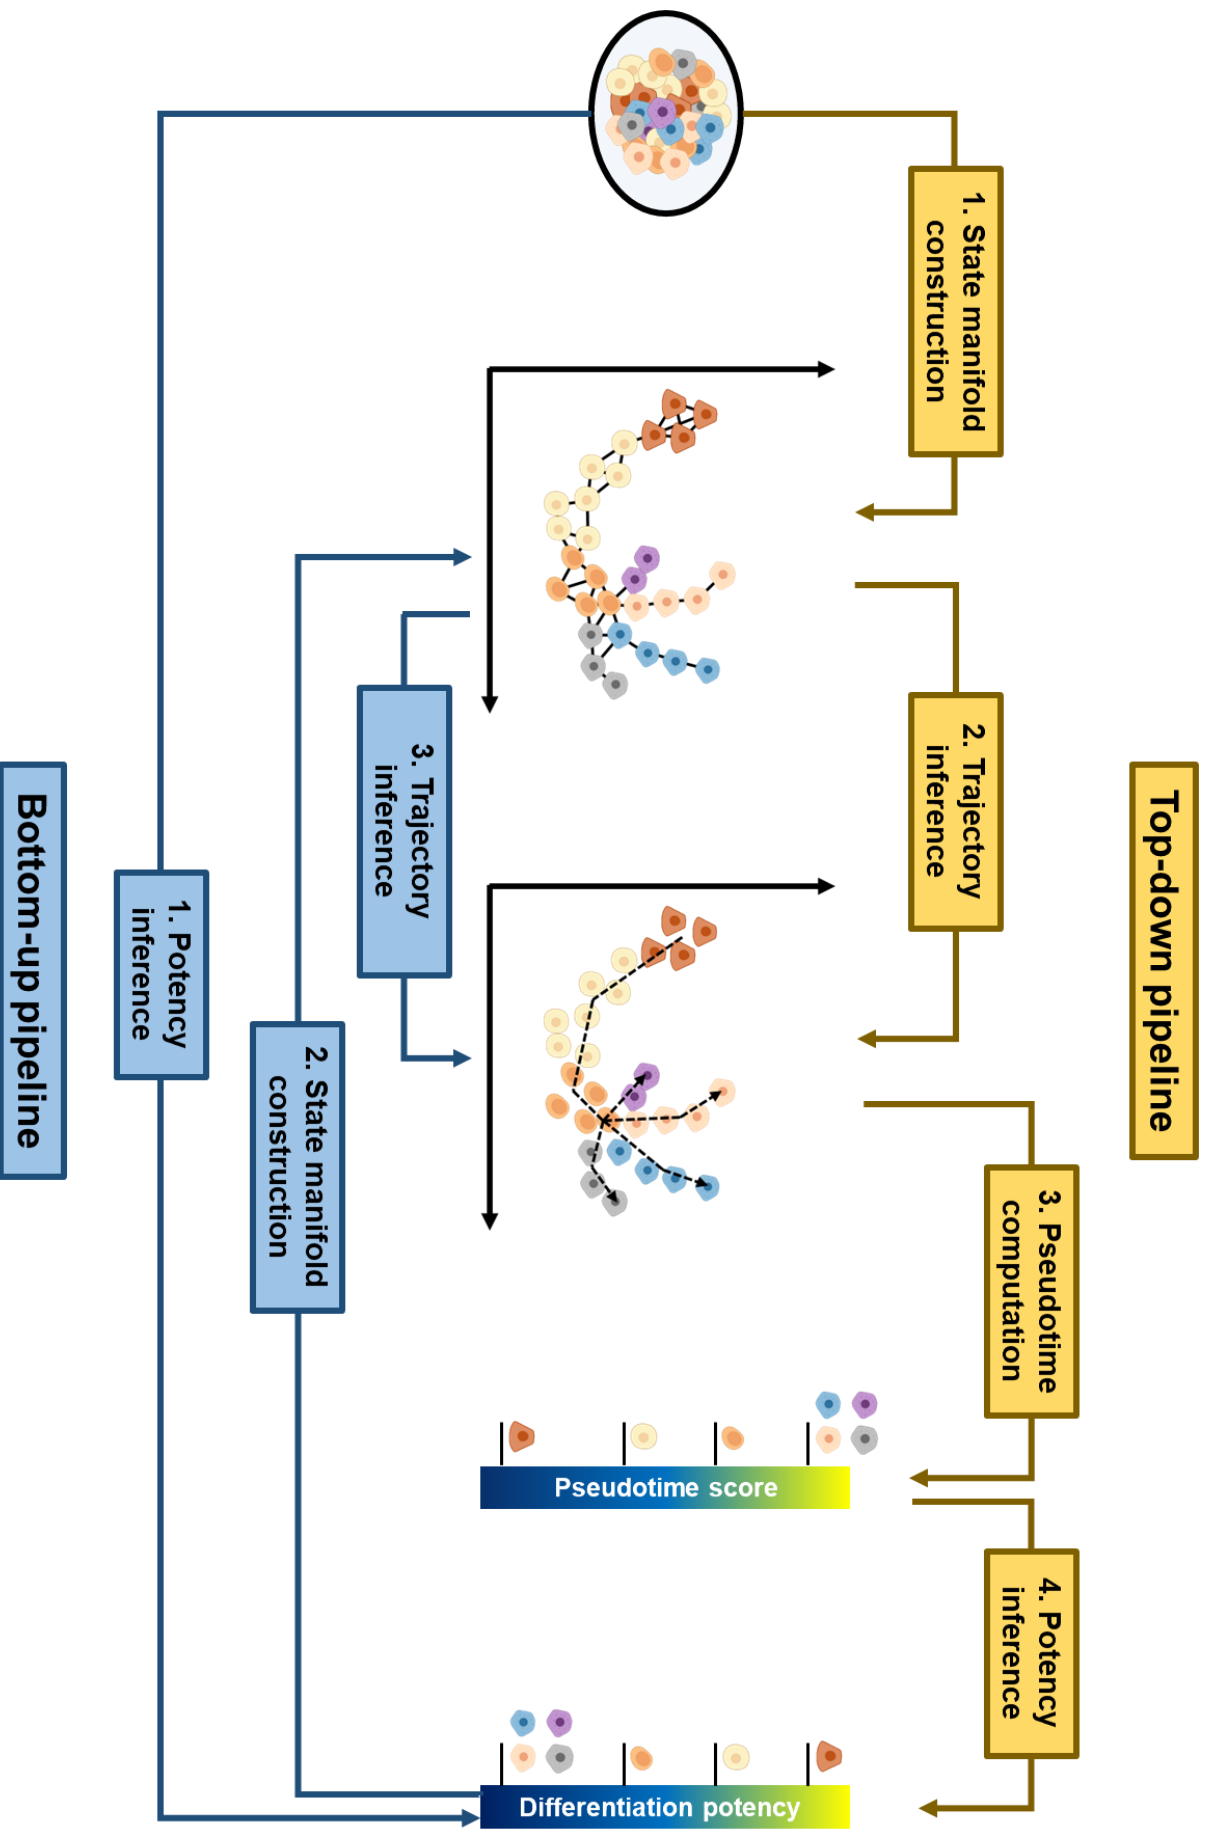 Top-down pipeline
1. State manifold
construction
2. Trajectory
inference
3. Pseudotime
computation
4. Potency
inference
Pseudotime score
Differentiation potency
3. Trajectory
inference
2. State manifold
construction
1. Potency
inference
Bottom-up pipeline